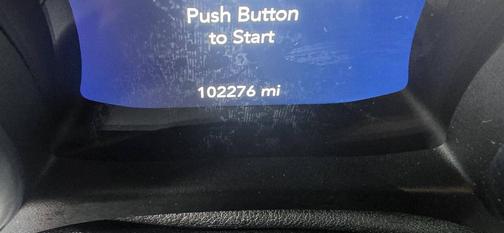 Push Button
to Start
102276 mi